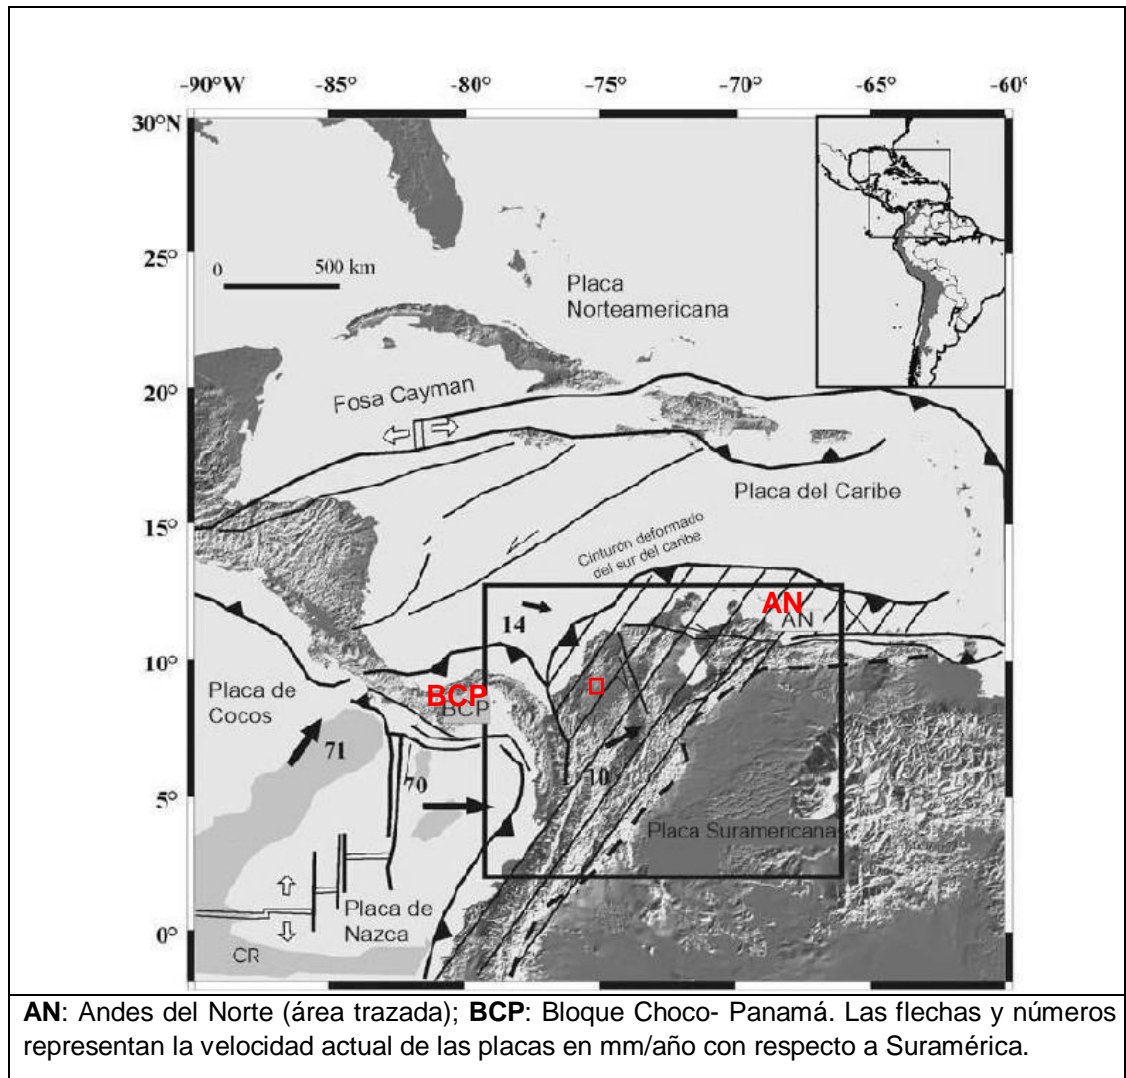 -90°W -85° -80° -75° -70° -65° -60°
30°N
25°
20°
15°
10°
5°
0°
0 500 km
Placa
Norteamericana
Fosa Cayman
Placa del Caribe
Cinturón deformado
del sur del caribe
AN
AN
14
BCP
BCP
Placa de
Cocos
71
70
10
Placa Suramericana
Placa de
Nazca
CR
AN: Andes del Norte (área trazada); BCP: Bloque Choco- Panamá. Las flechas y números
representan la velocidad actual de las placas en mm/año con respecto a Suramérica.